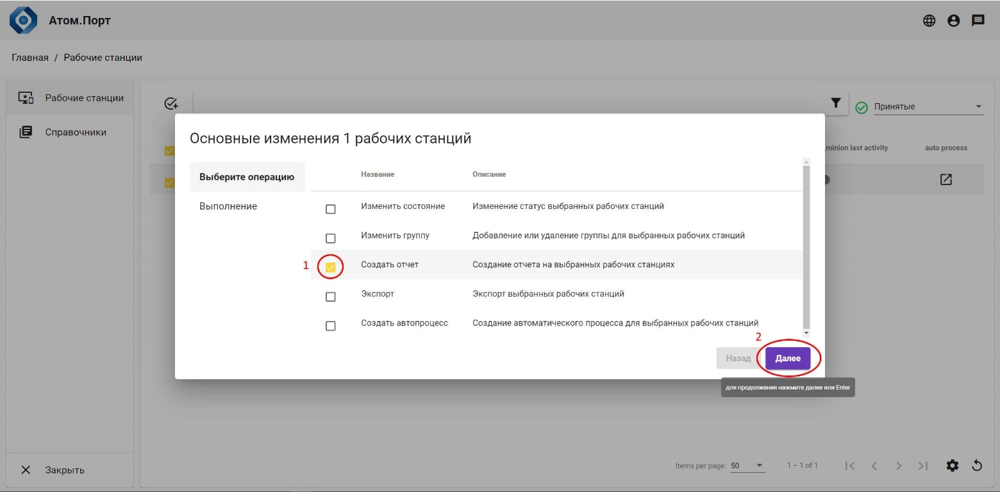 Атом.Порт
Главная / Рабочие станции
Рабочие станции
Справочники
Принятые
minion last activity
auto process
Основные изменения 1 рабочих станций
Выберите операцию
Выполнение
Название Описание
Изменить состояние Изменение статус выбранных рабочих станций
Изменить группу Добавление или удаление группы для выбранных рабочих станций
1 Создать отчет Создание отчета на выбранных рабочих станциях
Экспорт Экспорт выбранных рабочих станций
Создать автопроцесс Создание автоматического процесса для выбранных рабочих станций
2
Назад Далее
для продолжения нажмите далее или Enter
Items per page: 50 1 – 1 of 1
Закрыть